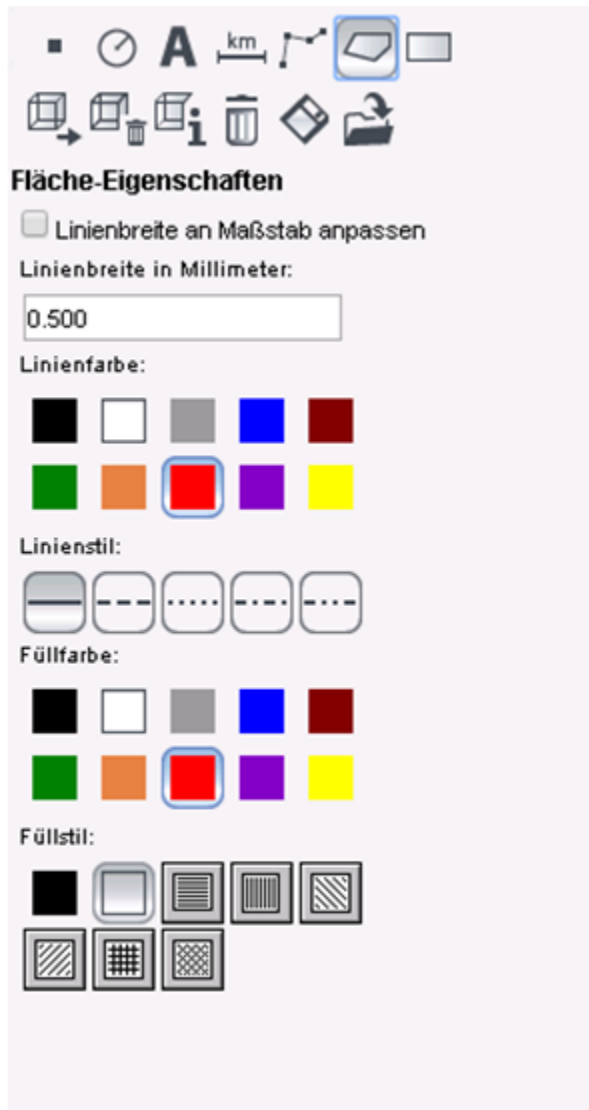 A km
i
Fläche-Eigenschaften
Linienbreite an Maßstab anpassen
Linienbreite in Millimeter:
0.500
Linienfarbe:
Linienstil:
Füllfarbe:
Füllstil: